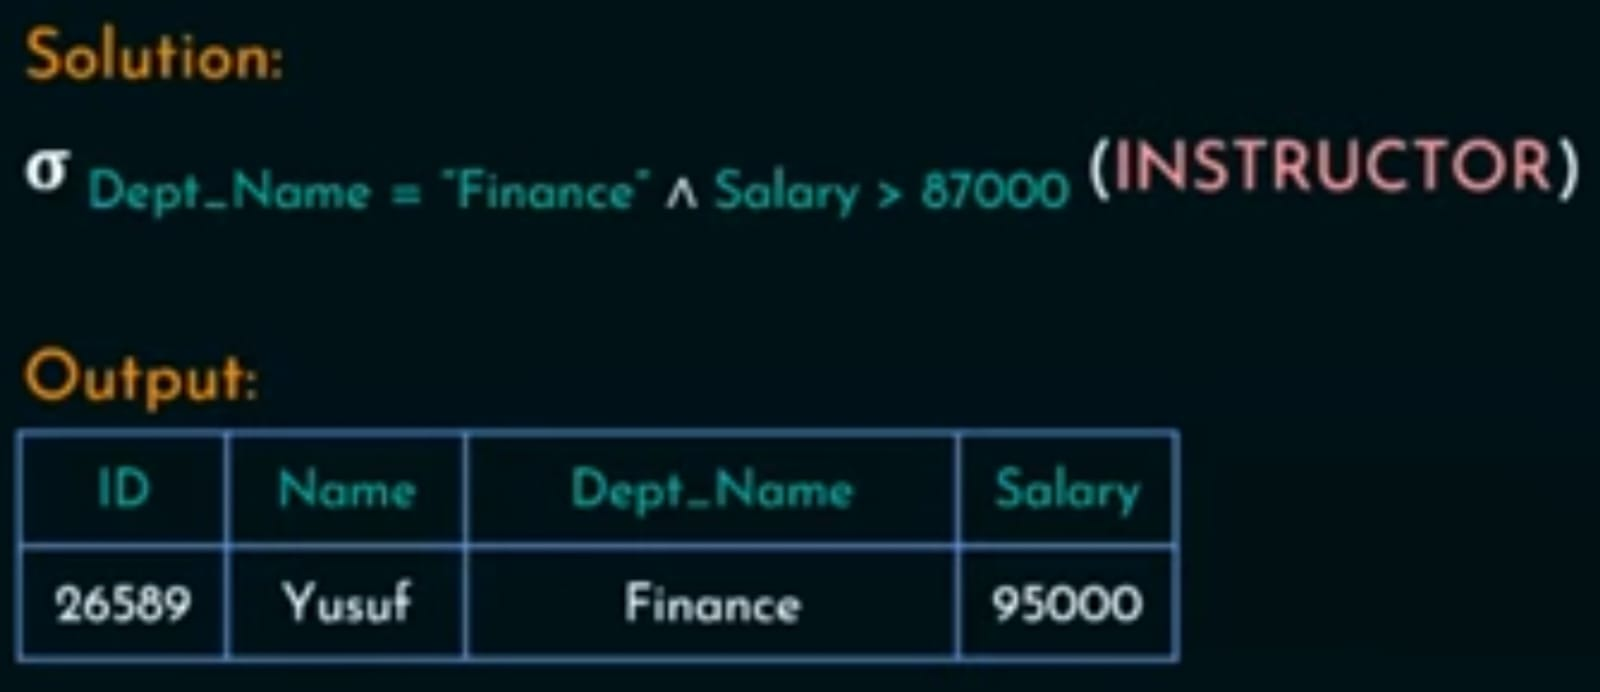 Solution:
σ Dept_Name = "Finance" ∧ Salary > 87000 (INSTRUCTOR)
Output:
ID Name Dept_Name Salary
26589 Yusuf Finance 95000